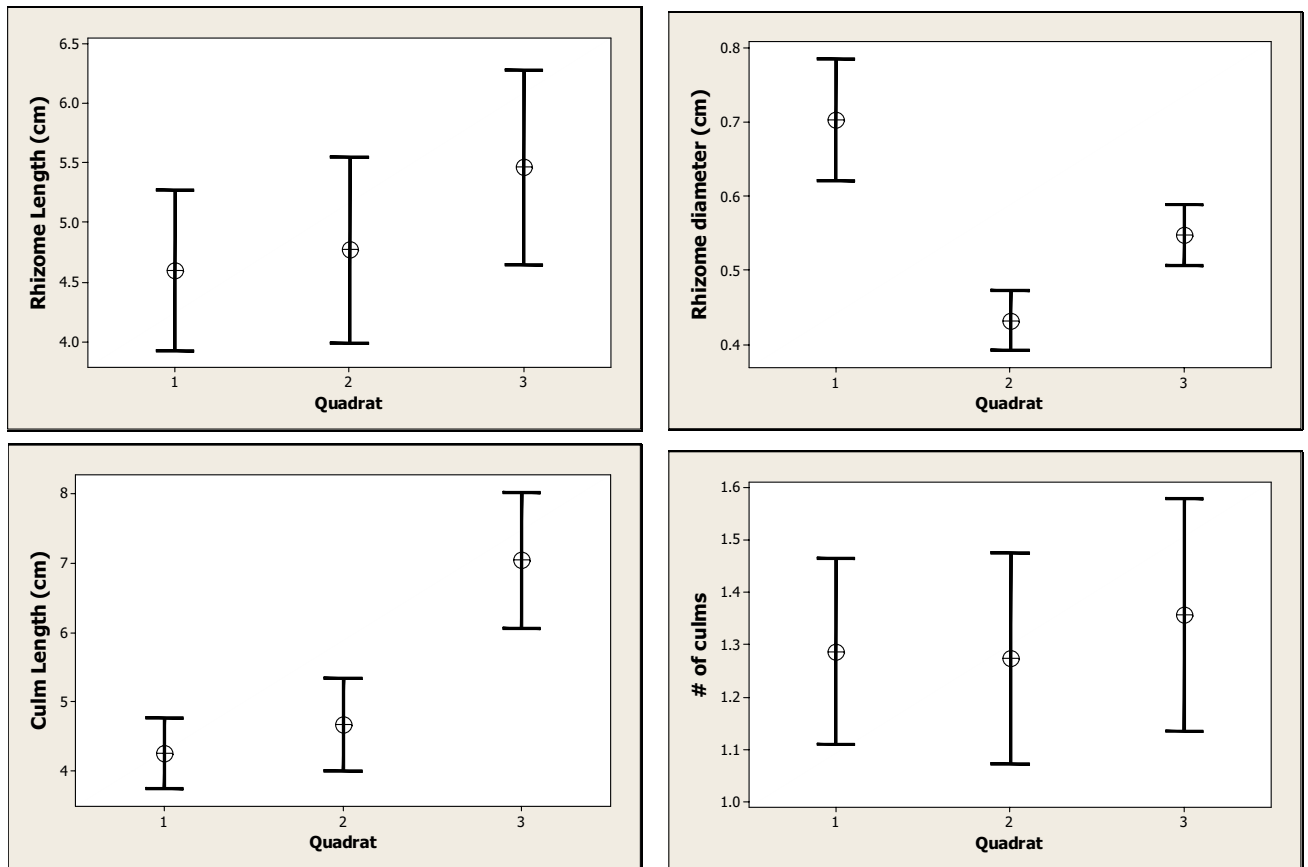 Rhizome Length (cm)
6.5
6.0
5.5
5.0
4.5
4.0
1 2 3
Quadrat
Rhizome diameter (cm)
0.8
0.7
0.6
0.5
0.4
1 2 3
Quadrat
Culm Length (cm)
8
7
6
5
4
1 2 3
Quadrat
# of culms
1.6
1.5
1.4
1.3
1.2
1.1
1.0
1 2 3
Quadrat